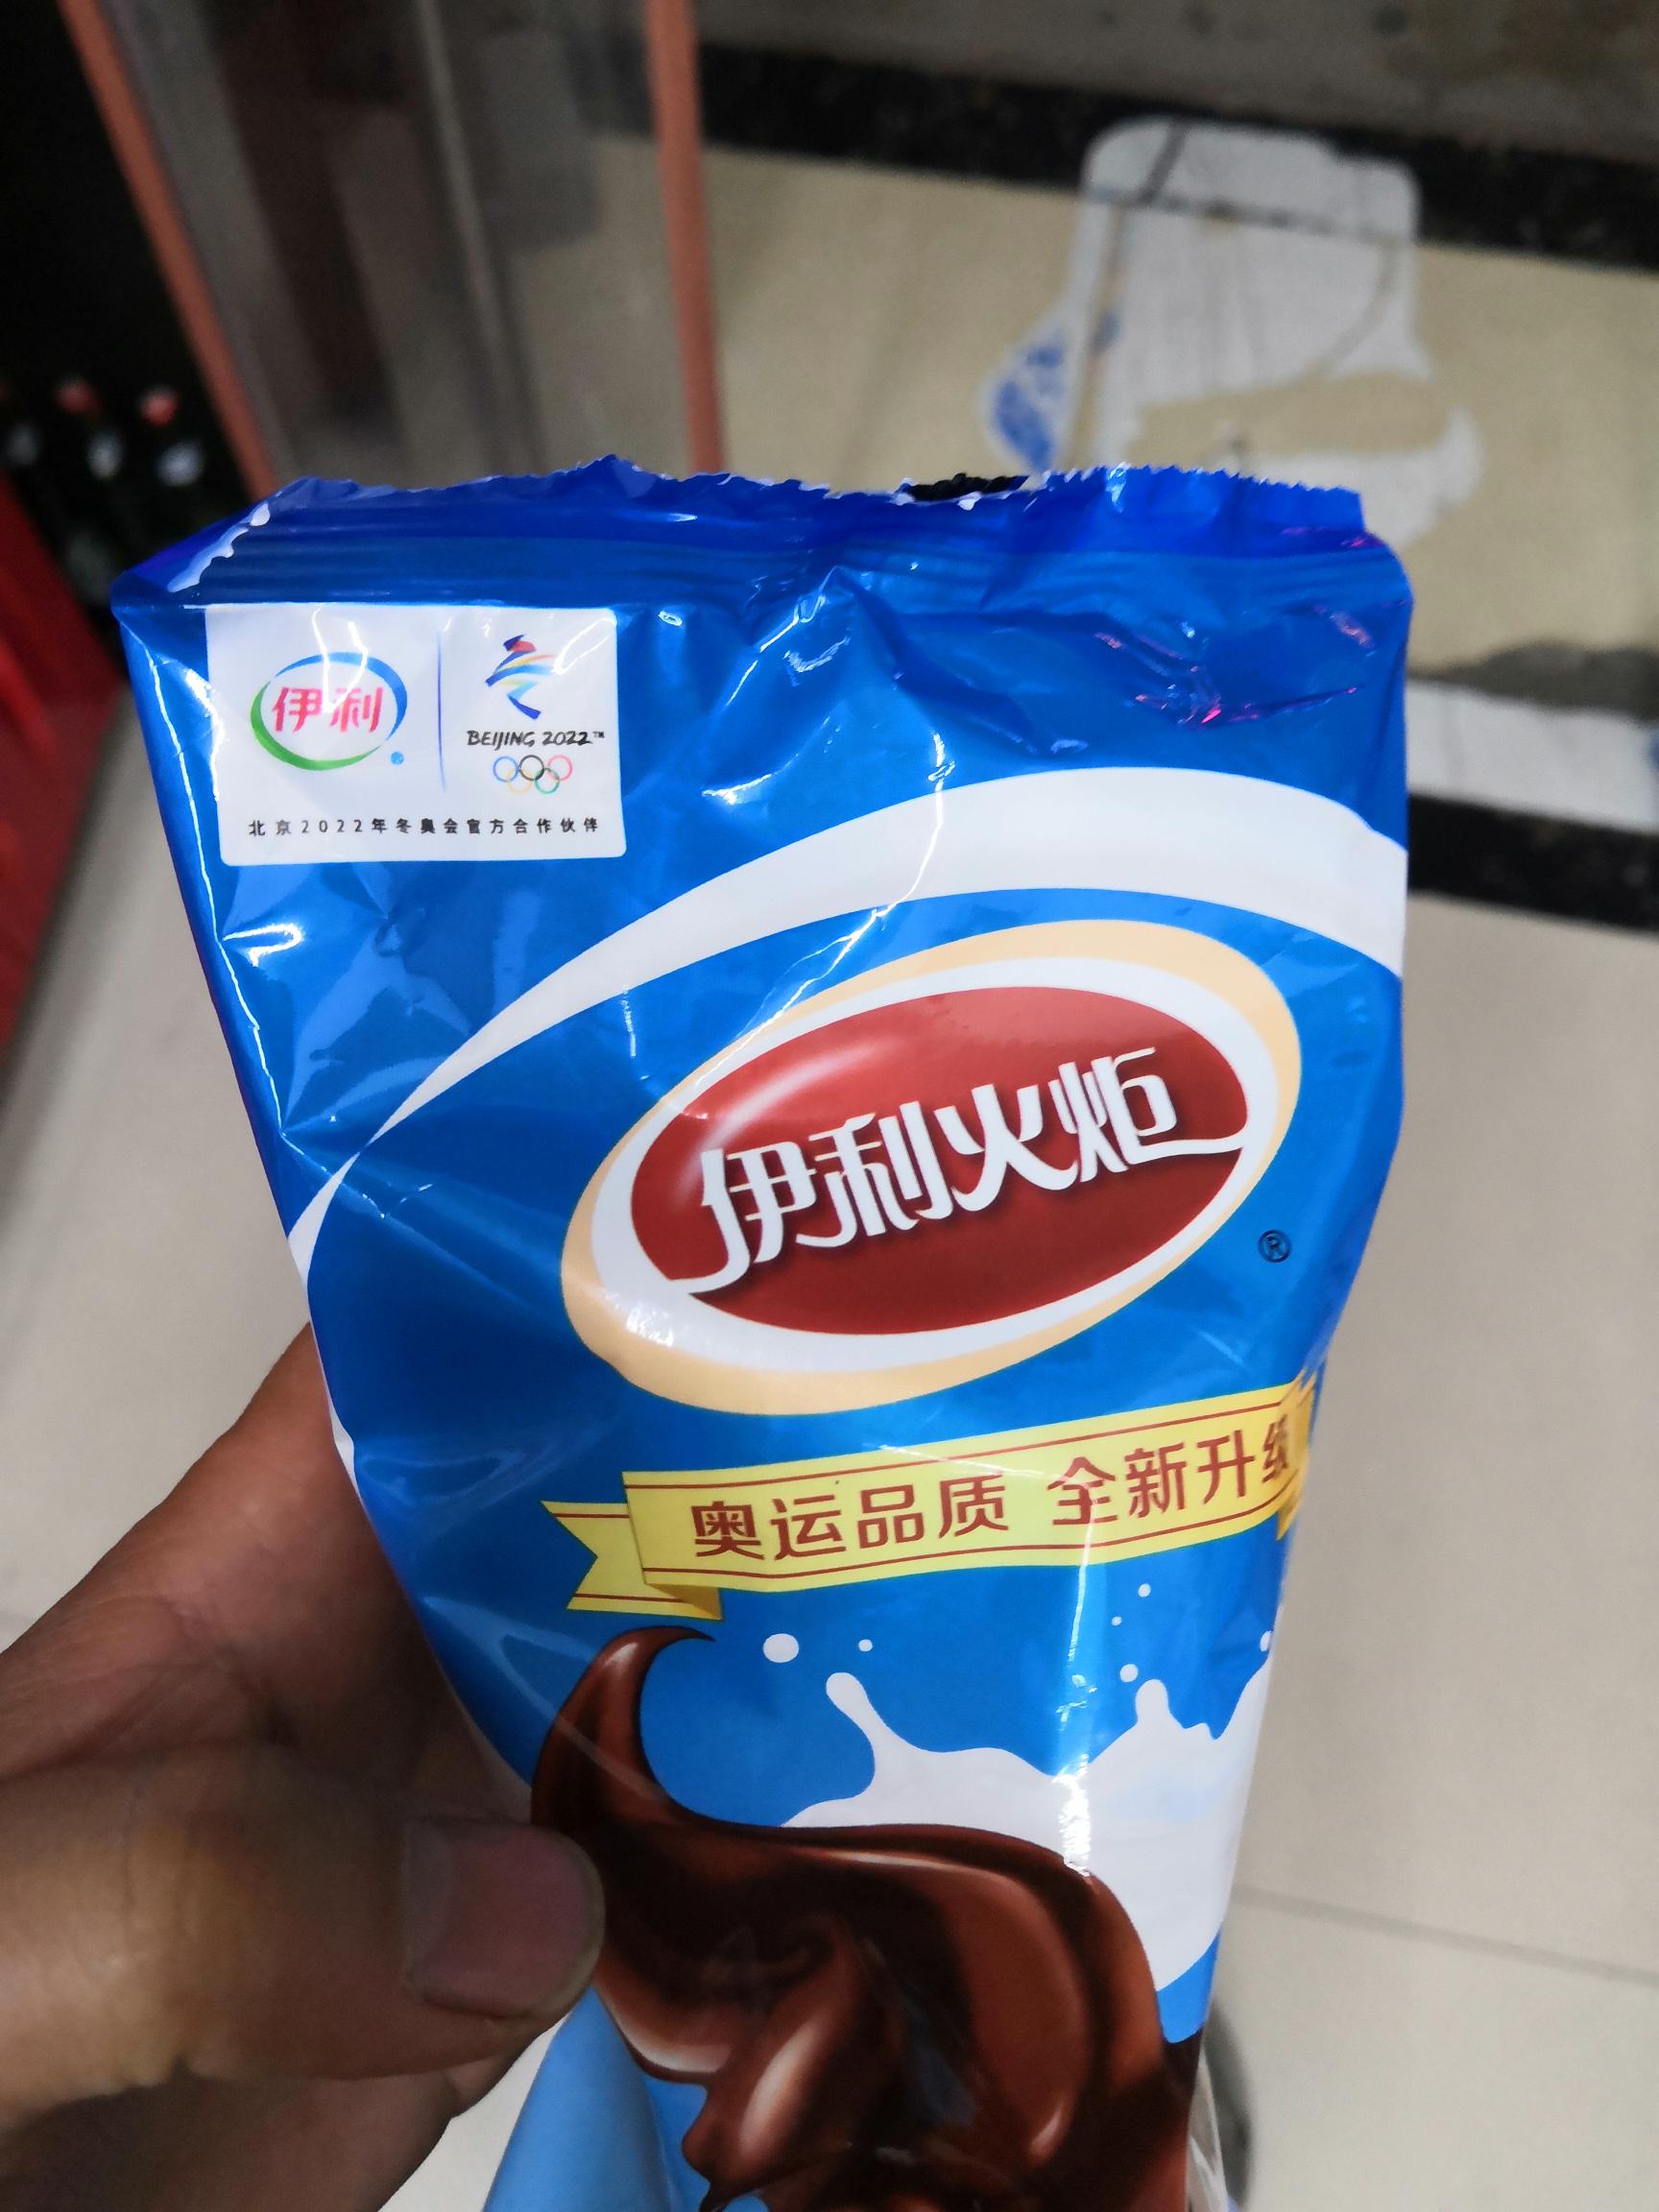 伊利
BEIJING 2022™
北京2022年冬奥会官方合作伙伴
伊利火炬
®
奥运品质 全新升级